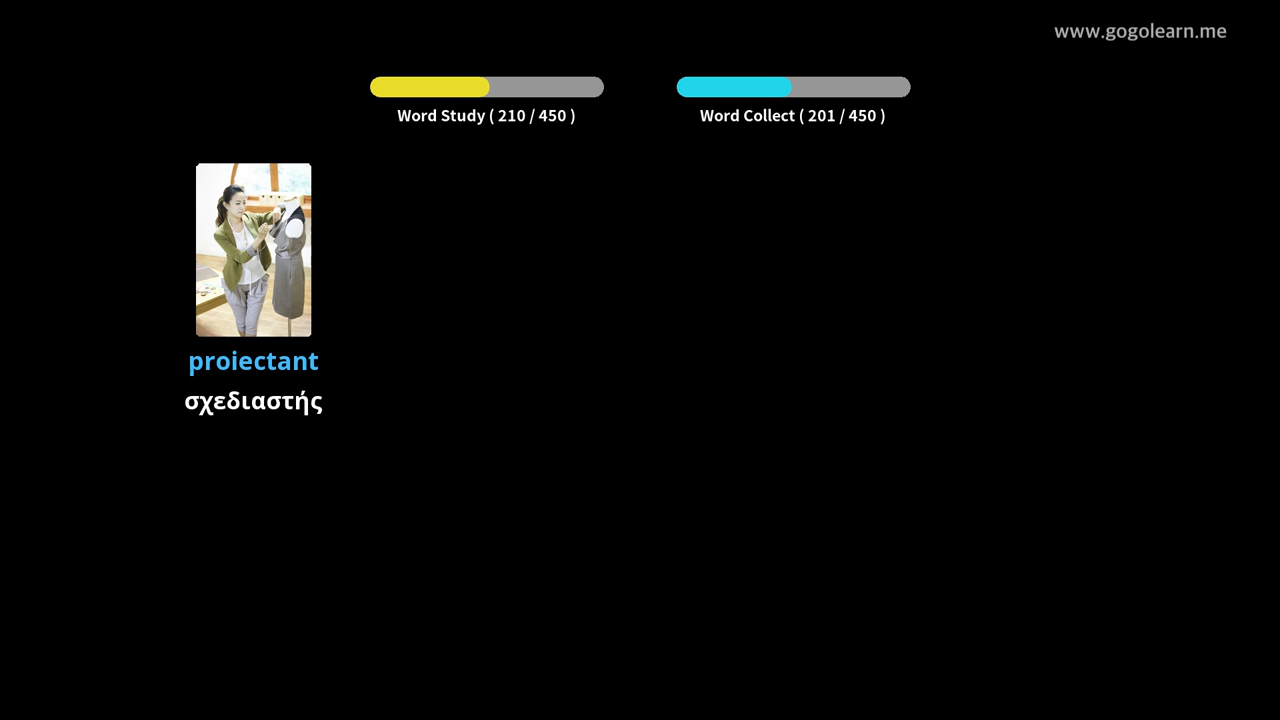 www.gogolearn.me
Word Study ( 210 / 450 )
Word Collect ( 201 / 450 )
proiectant
σχεδιαστής